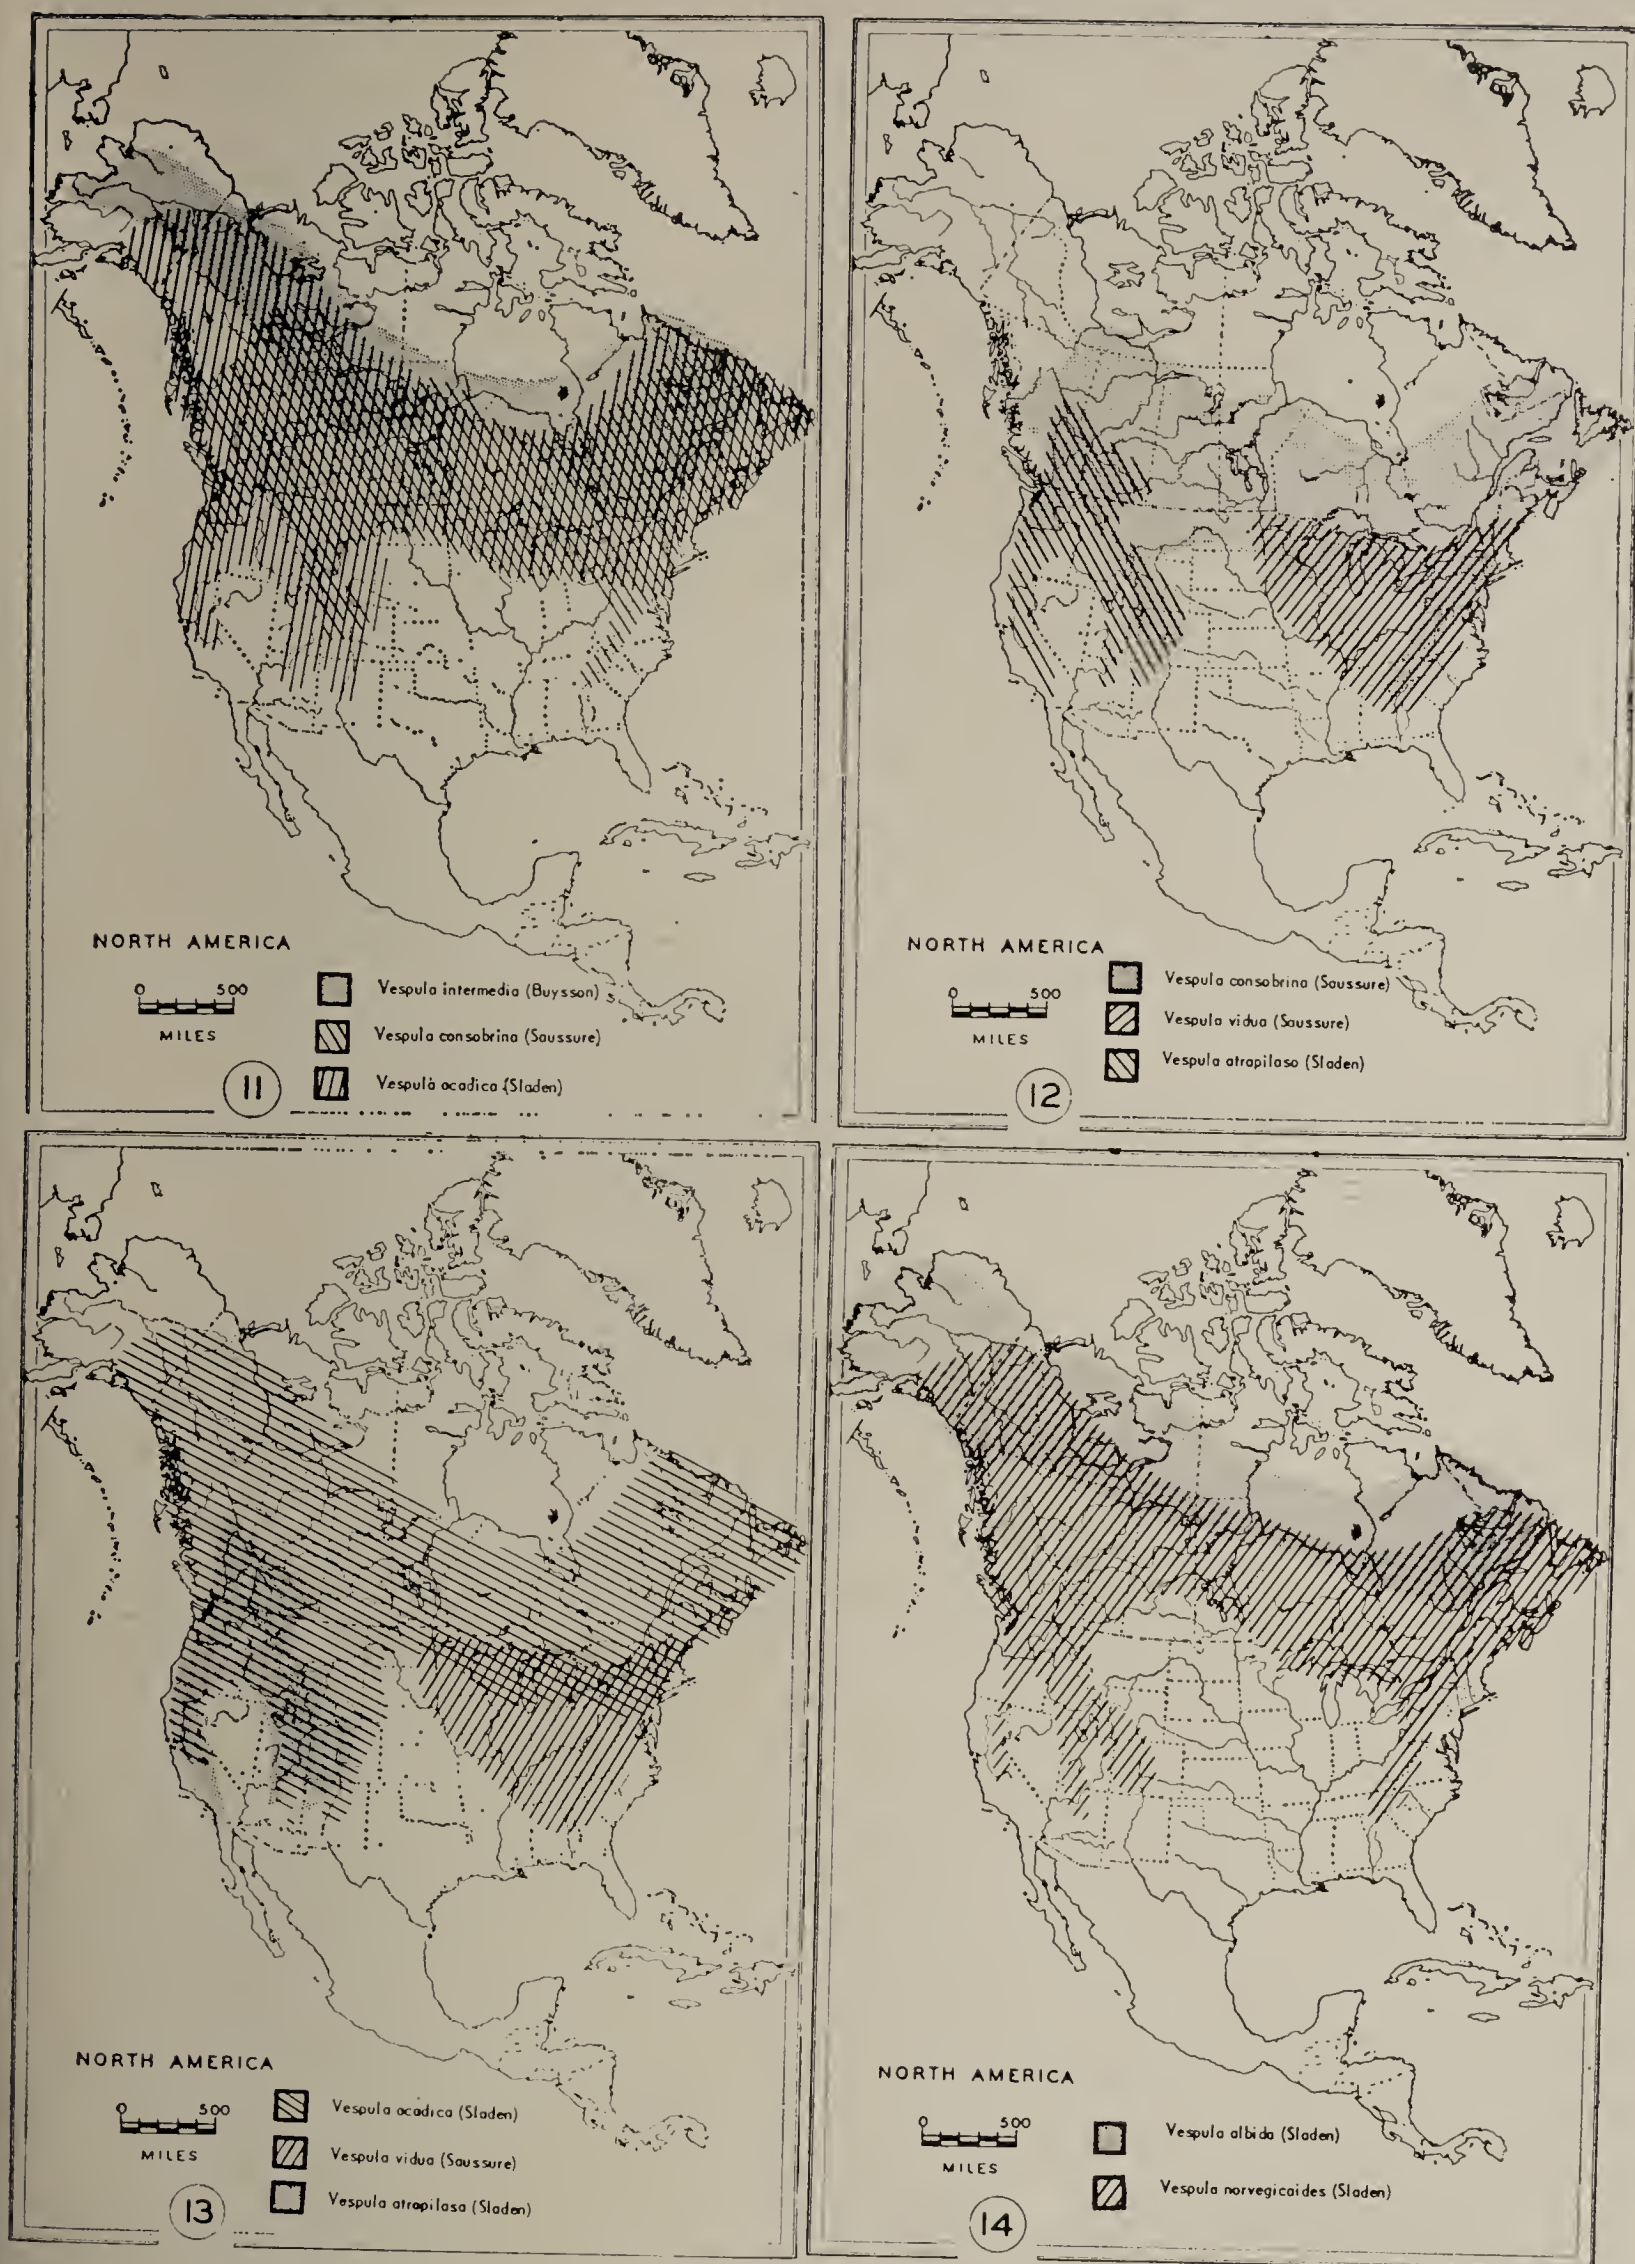 NORTH AMERICA
0 500
MILES
Vespula intermedia (Buysson)
Vespula consobrina (Saussure)
Vespula acadica (Sladen)
11
NORTH AMERICA
0 500
MILES
Vespula consobrina (Saussure)
Vespula vidua (Saussure)
Vespula atrapilaso (Sladen)
12
NORTH AMERICA
0 500
MILES
Vespula acadica (Sladen)
Vespula vidua (Saussure)
Vespula atropilasa (Sladen)
13
NORTH AMERICA
0 500
MILES
Vespula albida (Sladen)
Vespula norvegicoides (Sladen)
14